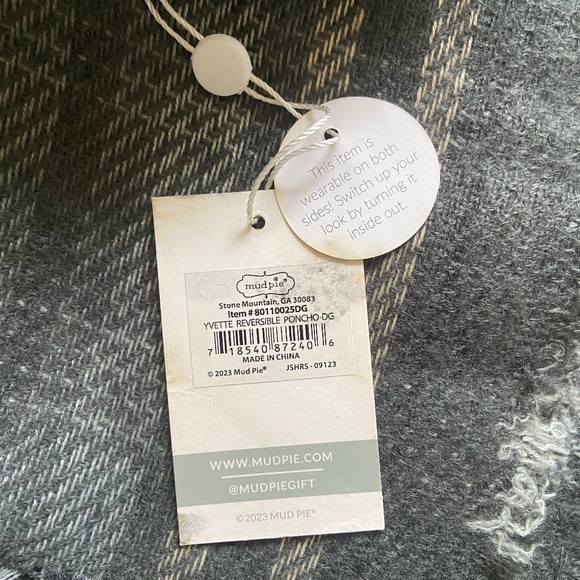 This item is
wearable on both
sides! Switch up your
look by turning it
inside out.
mudpie®
Stone Mountain, GA 30083
Item # 80110025DG
YVETTE REVERSIBLE PONCHO-DG
7 18540 87240 6
MADE IN CHINA
© 2023 Mud Pie® JSHRS - 09123
WWW.MUDPIE.COM
@MUDPIEGIFT
©2023 MUD PIE®